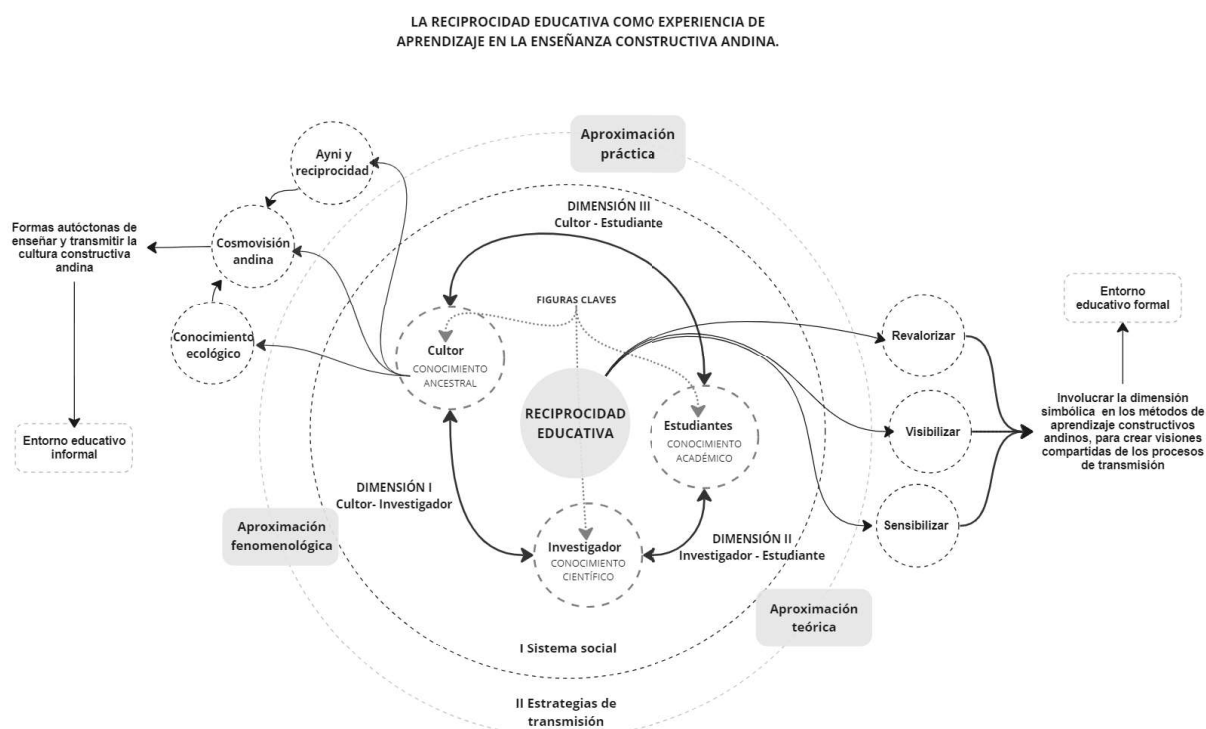 LA RECIPROCIDAD EDUCATIVA COMO EXPERIENCIA DE
APRENDIZAJE EN LA ENSEÑANZA CONSTRUCTIVA ANDINA.
Aproximación
práctica
Ayni y
reciprocidad
DIMENSIÓN III
Cultor - Estudiante
Formas autóctonas de
enseñar y transmitir la
cultura constructiva
andina
Cosmovisión
andina
Conocimiento
ecológico
Entorno educativo
informal
FIGURAS CLAVES
Cultor
CONOCIMIENTO
ANCESTRAL
RECIPROCIDAD
EDUCATIVA
Estudiantes
CONOCIMIENTO
ACADÉMICO
DIMENSIÓN I
Cultor- Investigador
Investigador
CONOCIMIENTO
CIENTÍFICO
DIMENSIÓN II
Investigador - Estudiante
Aproximación
fenomenológica
Aproximación
teórica
I Sistema social
II Estrategias de
transmisión
Revalorizar
Visibilizar
Sensibilizar
Entorno
educativo formal
Involucrar la dimensión
simbólica en los métodos de
aprendizaje constructivos
andinos, para crear visiones
compartidas de los procesos
de transmisión